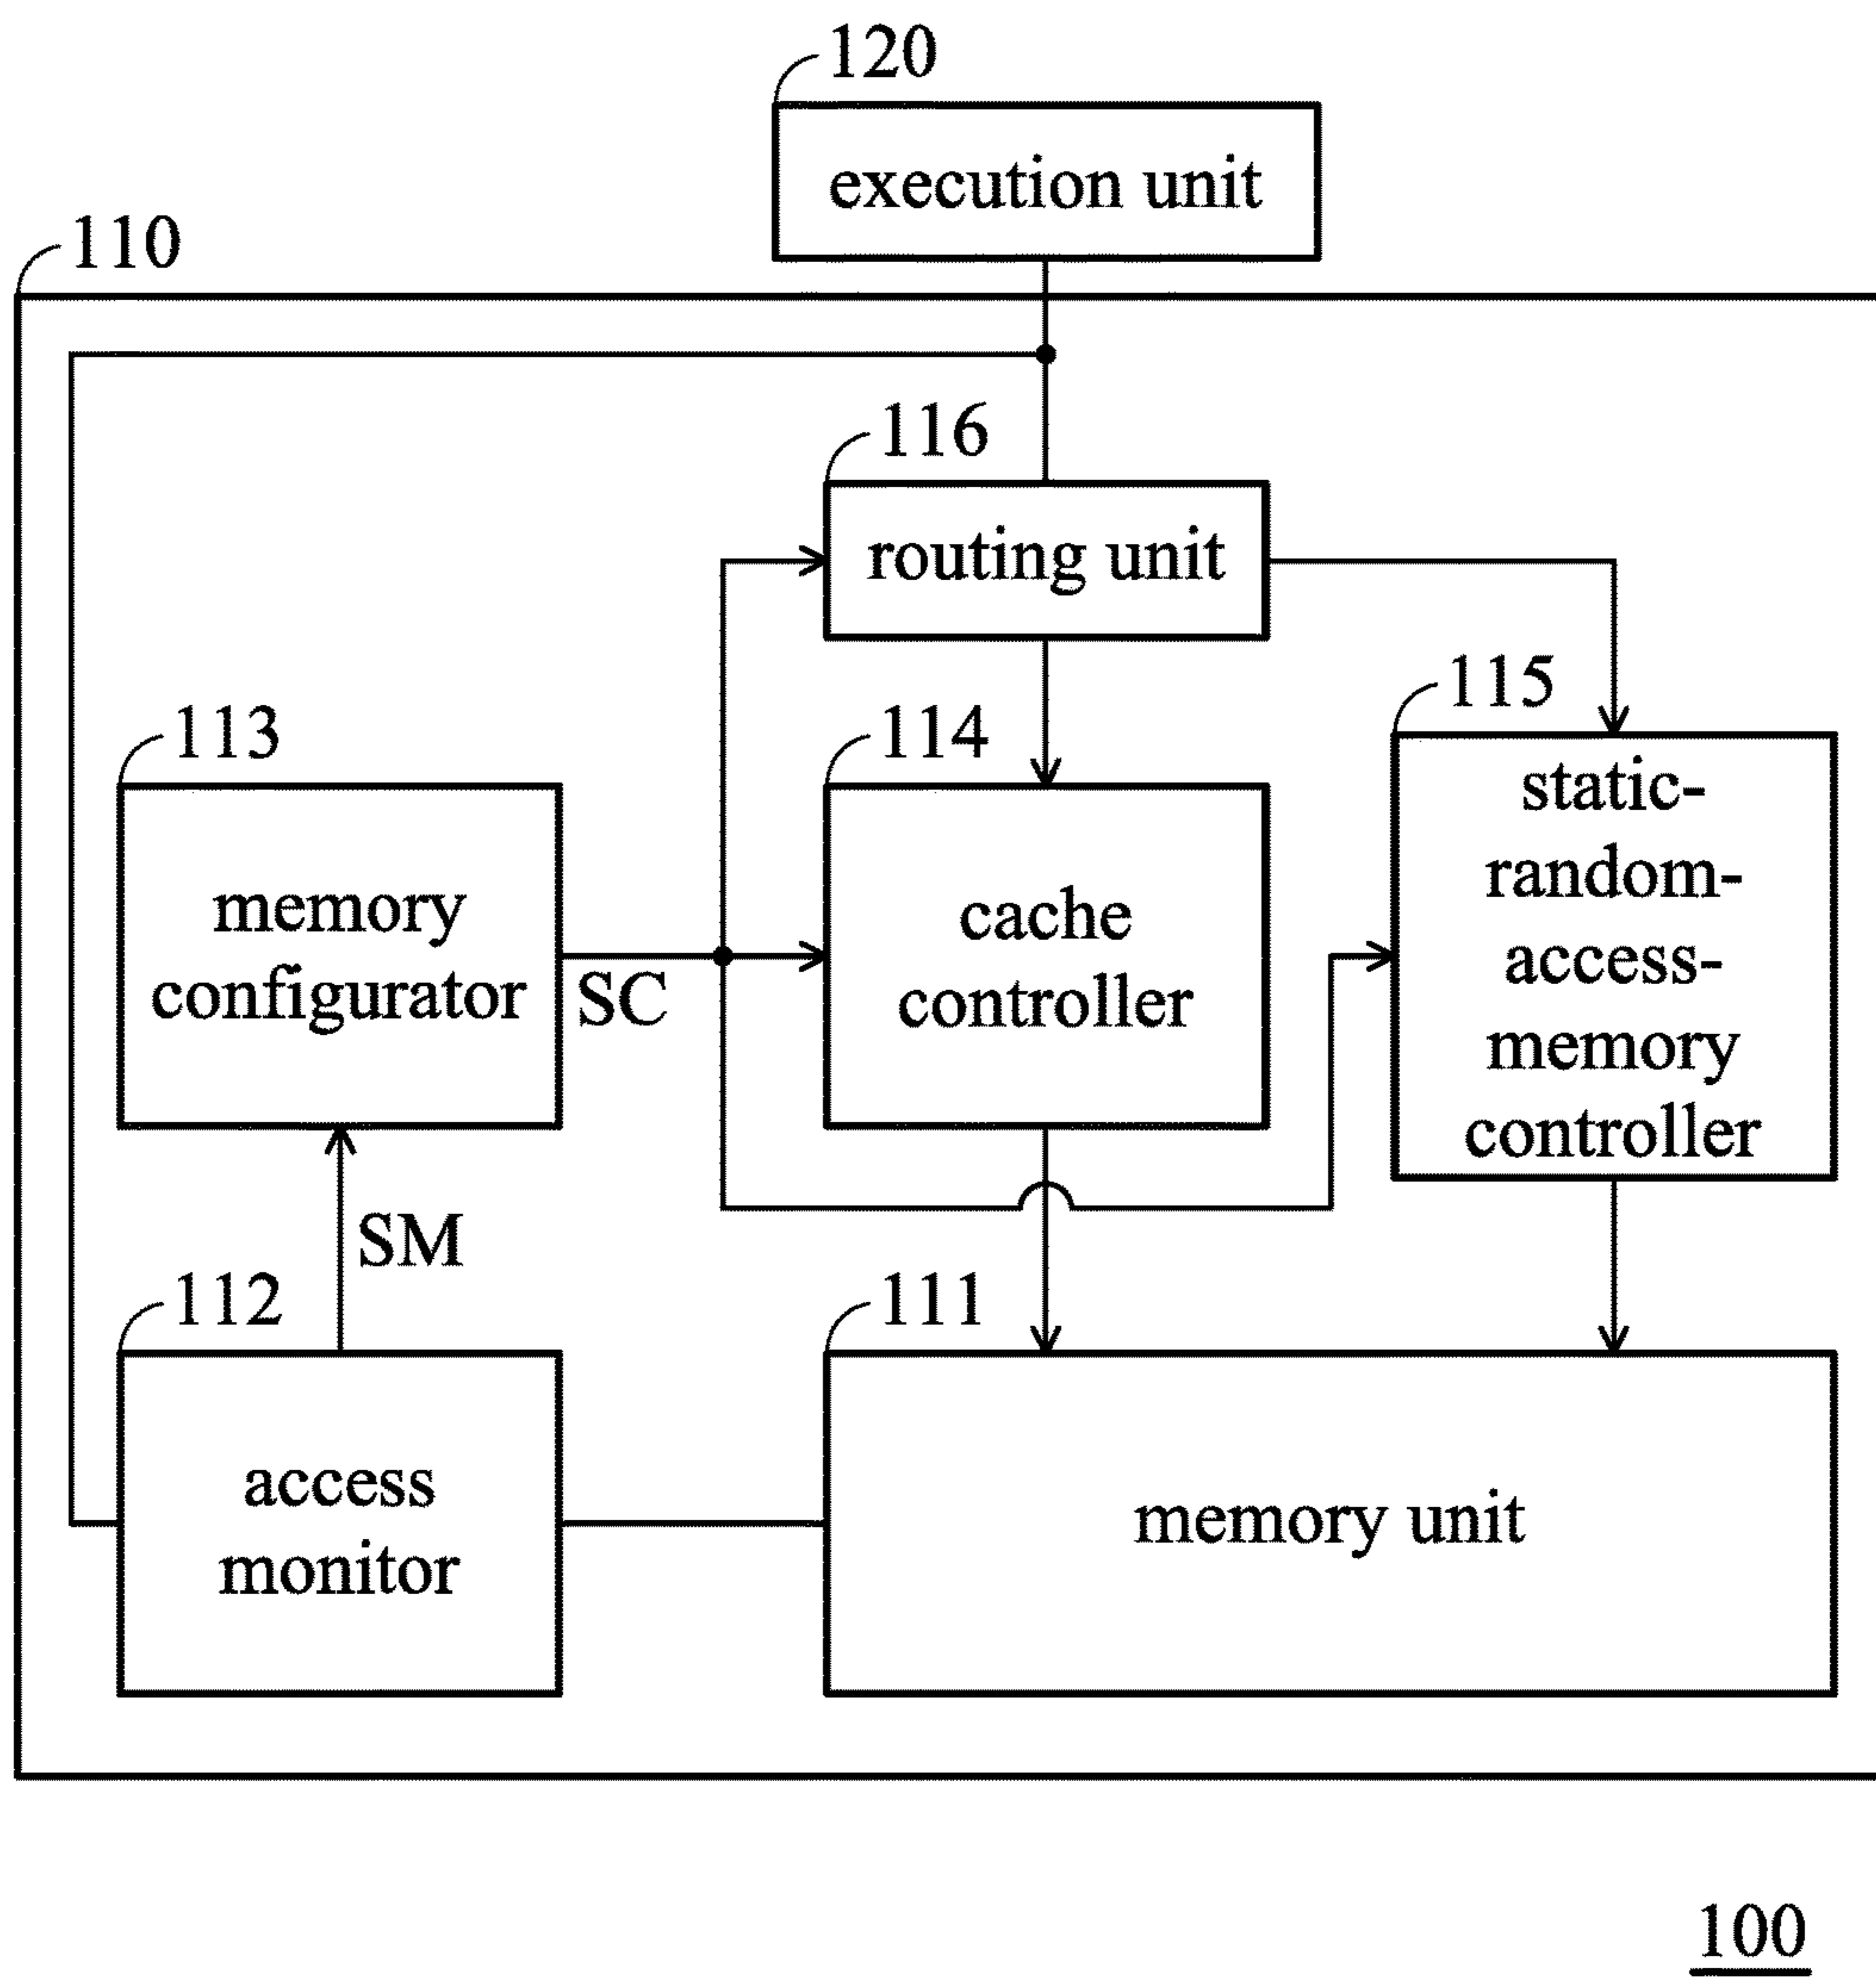 120
execution unit
110
116
routing unit
115
113
114
static-
random-
access-
memory
controller
memory
configurator
SC
cache
controller
SM
112
111
access
monitor
memory unit
100